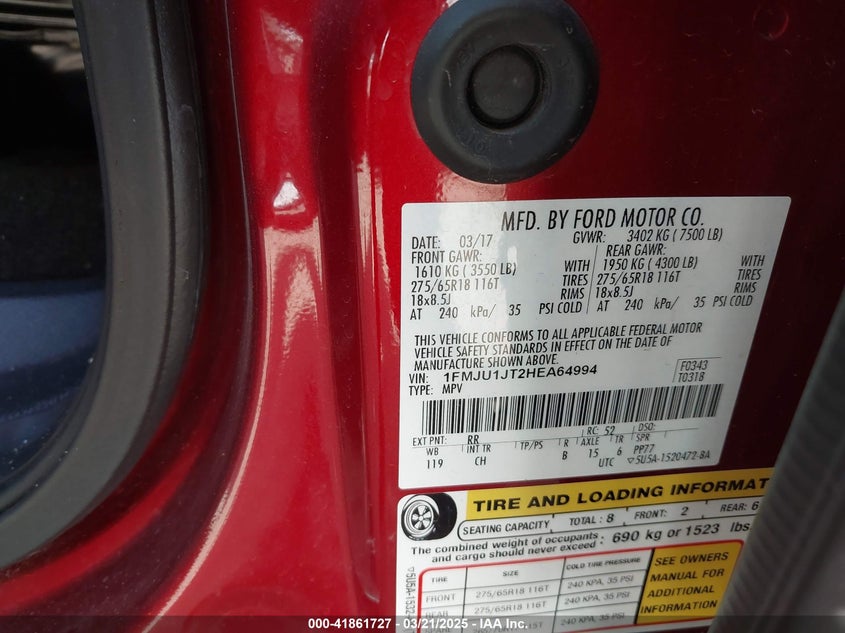 MFD. BY FORD MOTOR CO.
DATE: 03/17 GVWR: 3402 KG ( 7500 LB)
FRONT GAWR: REAR GAWR:
1610 KG ( 3550 LB) WITH 1950 KG ( 4300 LB) WITH
275/65R18 116T TIRES 275/65R18 116T TIRES
18x8.5J RIMS 18x8.5J RIMS
AT 240 kPa/ 35 PSI COLD AT 240 kPa/ 35 PSI COLD
THIS VEHICLE CONFORMS TO ALL APPLICABLE FEDERAL MOTOR
VEHICLE SAFETY STANDARDS IN EFFECT ON THE DATE OF
MANUFACTURE SHOWN ABOVE.
VIN: 1FMJU1JT2HEA64994 F0343
TYPE: MPV T0318
EXT PNT: RR RC: 52 DSO:
WB INT TR TP/PS R AXLE TR SPR
119 CH B 15 6 PP77
UTC ▽5U5A-1520472-BA
TIRE AND LOADING INFORMAT
SEATING CAPACITY TOTAL : 8 FRONT: 2 REAR: 6
The combined weight of occupants
and cargo should never exceed : 690 kg or 1523 lbs
TIRE SIZE COLD TIRE PRESSURE
FRONT 275/65R18 116T 240 KPA, 35 PSI
REAR 275/65R18 116T 240 KPA, 35 PSI
SEE OWNERS
MANUAL FOR
ADDITIONAL
INFORMATION
▽5U5A-1532
000-41861727 — 03/21/2025 — IAA Inc.